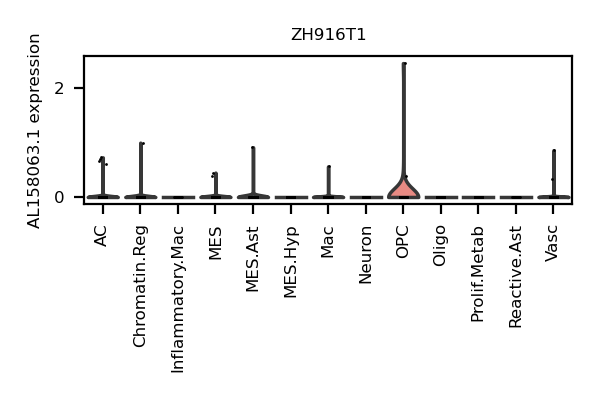 ZH916T1
AL158063.1 expression
2
0
AC
Chromatin.Reg
Inflammatory.Mac
MES
MES.Ast
MES.Hyp
Mac
Neuron
OPC
Oligo
Prolif.Metab
Reactive.Ast
Vasc